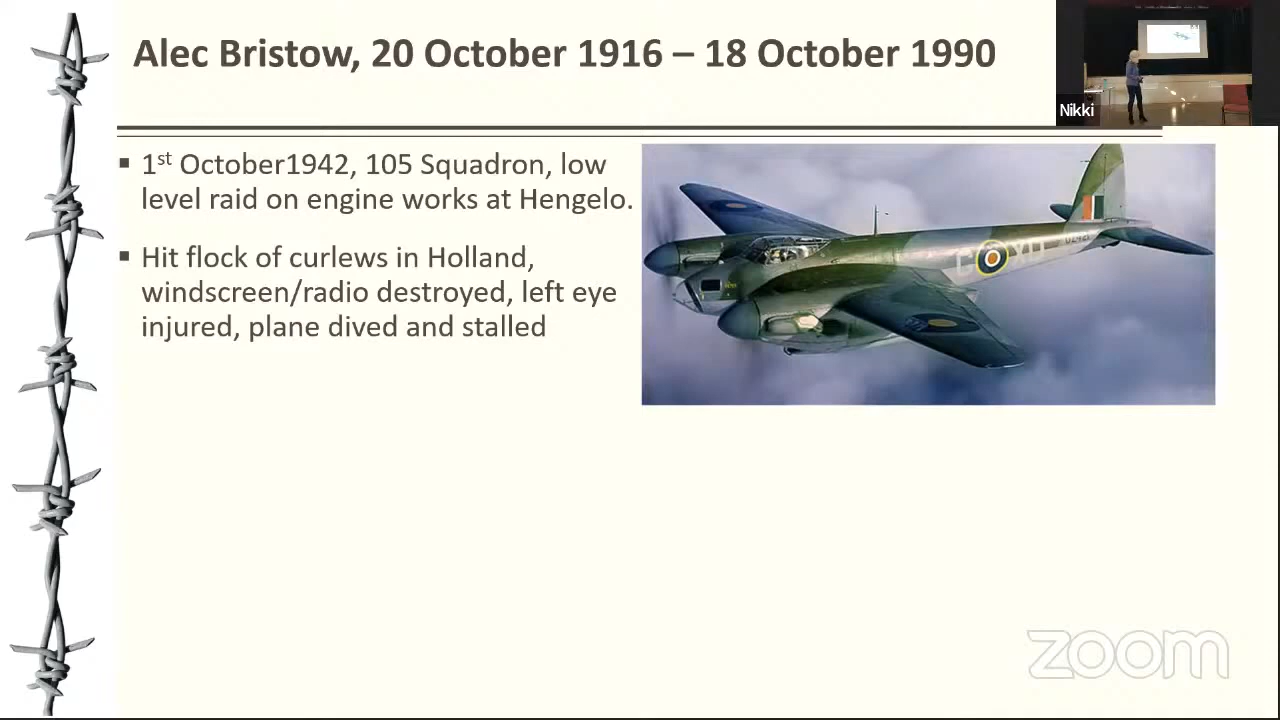 Alec Bristow, 20 October 1916 – 18 October 1990
Nikki
▪ 1st October1942, 105 Squadron, low
level raid on engine works at Hengelo.
▪ Hit flock of curlews in Holland,
windscreen/radio destroyed, left eye
injured, plane dived and stalled
zoom